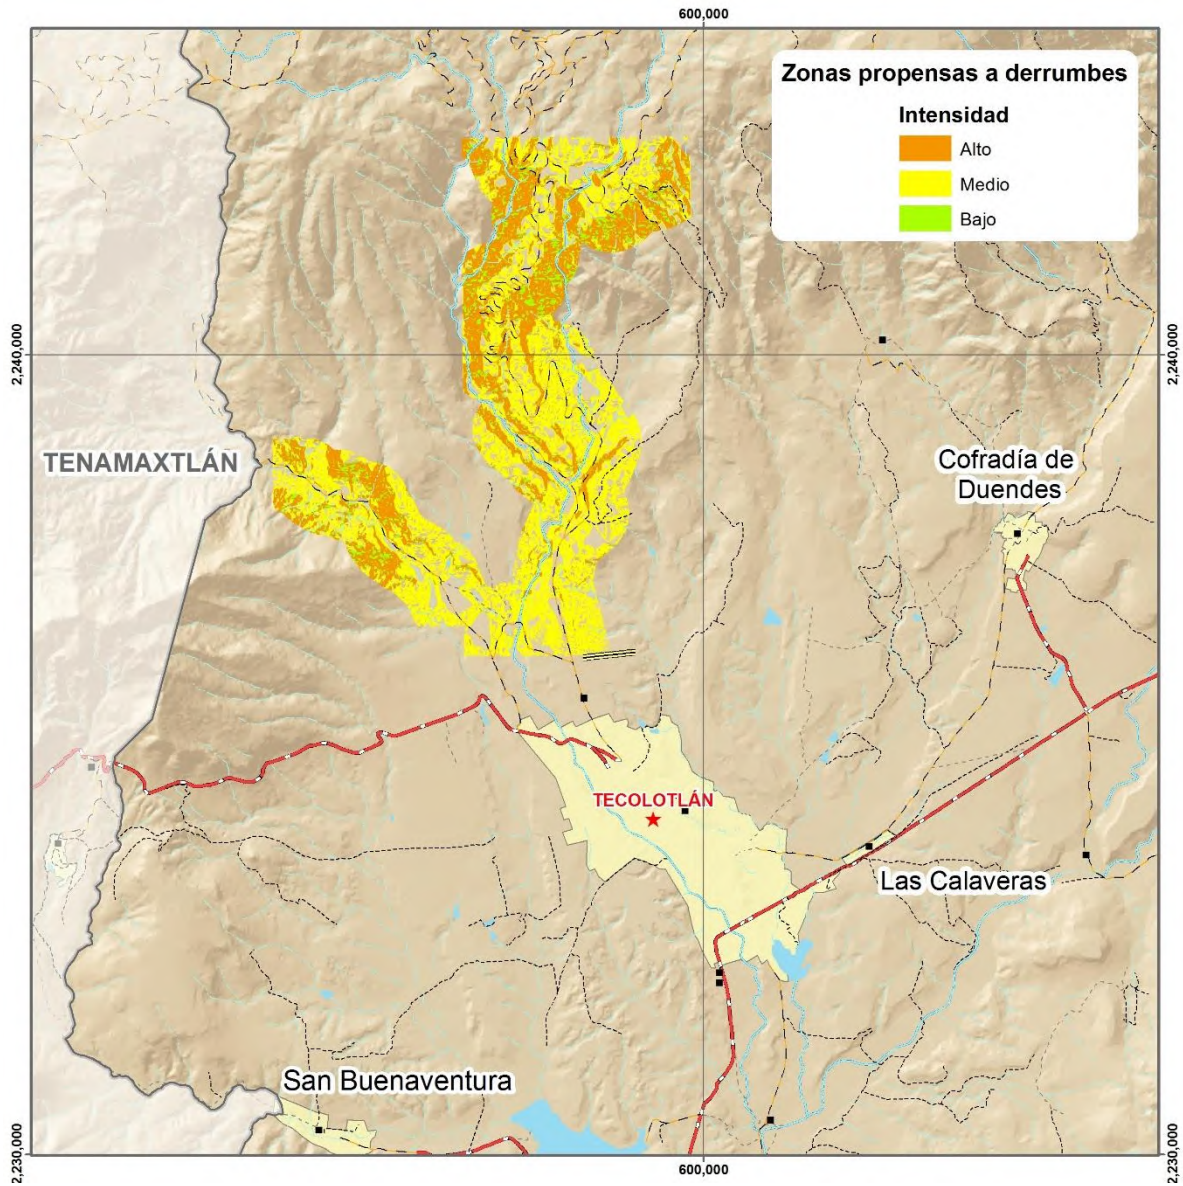 600,000
Zonas propensas a derrumbes
Intensidad
Alto
Medio
Bajo
2,240,000
2,240,000
TENAMAXTLÁN
Cofradía de
Duendes
TECOLOTLÁN
Las Calaveras
San Buenaventura
2,230,000
2,230,000
600,000